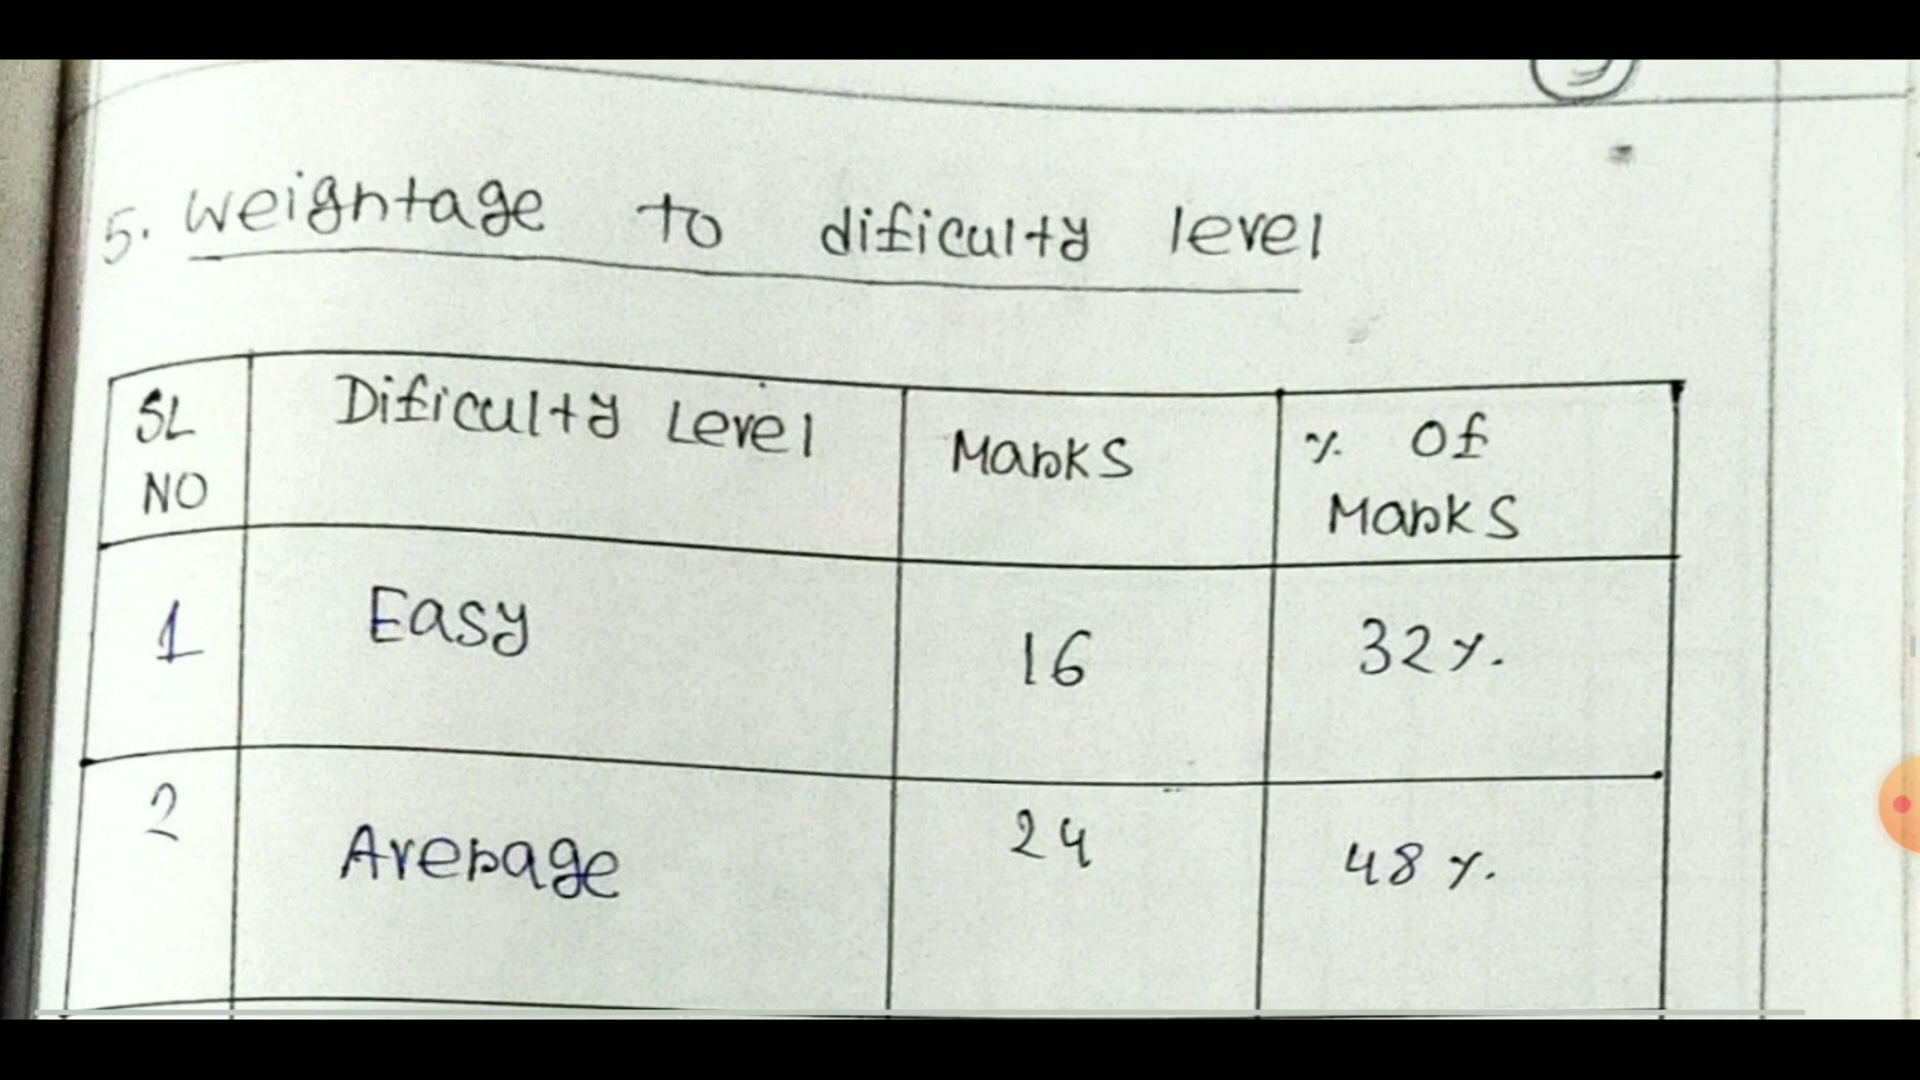 5. Weightage to dificulty level
SL NO Dificulty Level Marks % Of Marks
1 Easy 16 32%.
2 Average 24 48%.